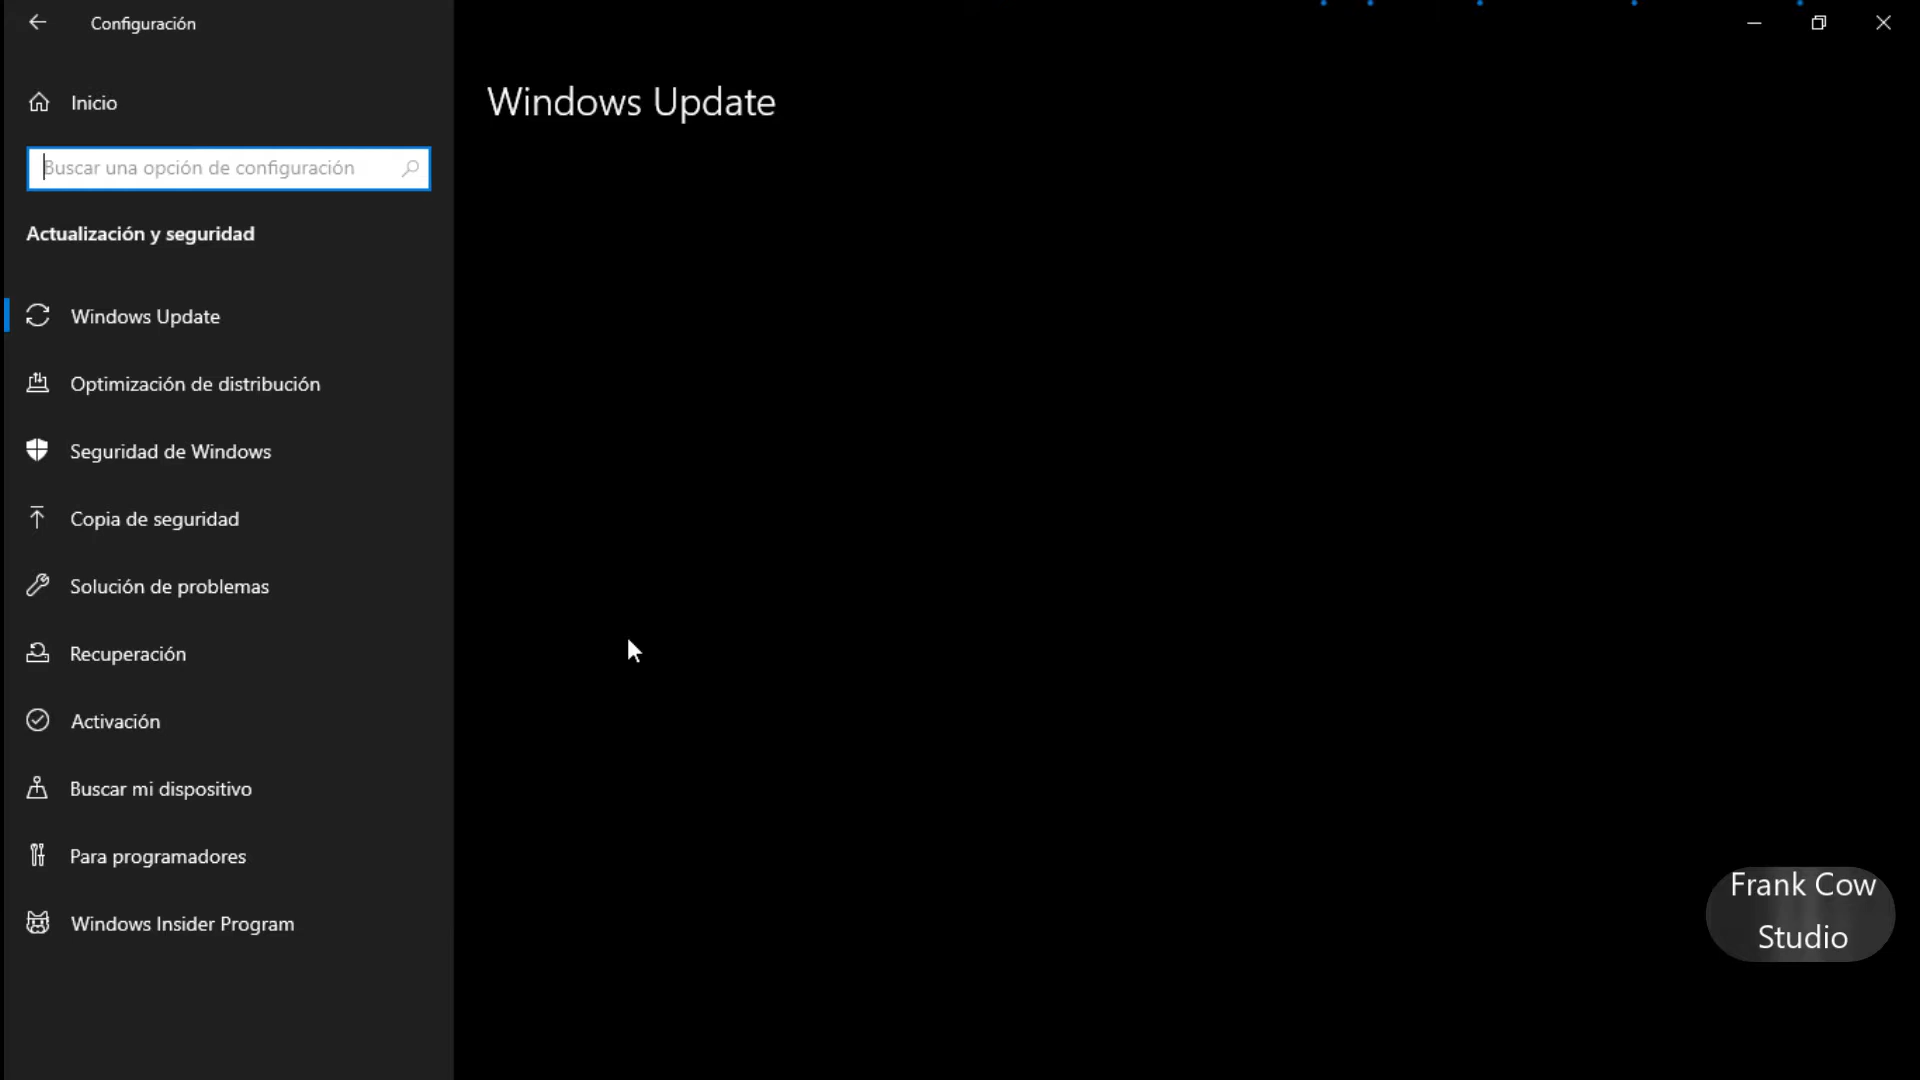 Configuración
Inicio
Buscar una opción de configuración
Actualización y seguridad
Windows Update
Optimización de distribución
Seguridad de Windows
Copia de seguridad
Solución de problemas
Recuperación
Activación
Buscar mi dispositivo
Para programadores
Windows Insider Program
Windows Update
Frank Cow
Studio